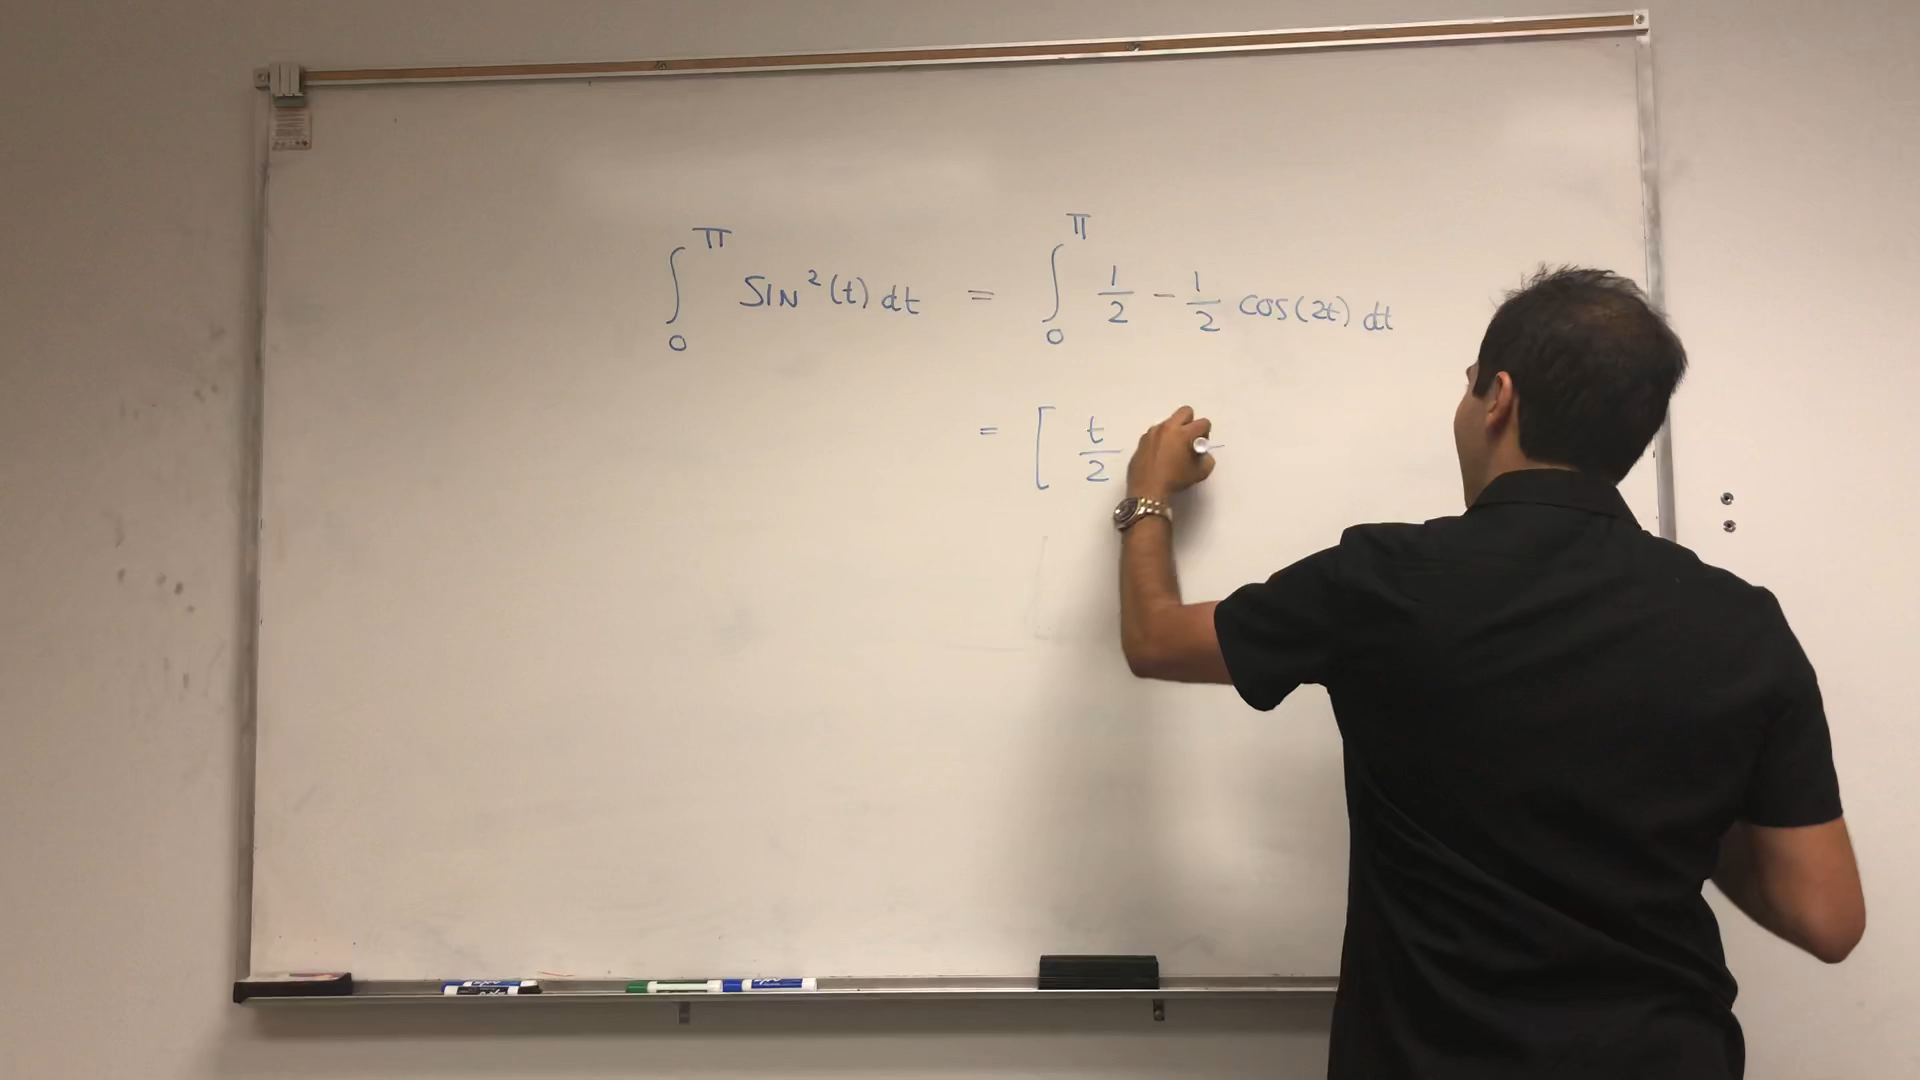 ∫₀^π SIN²(t) dt = ∫₀^π 1/2 - 1/2 cos(2t) dt
= [ t/2